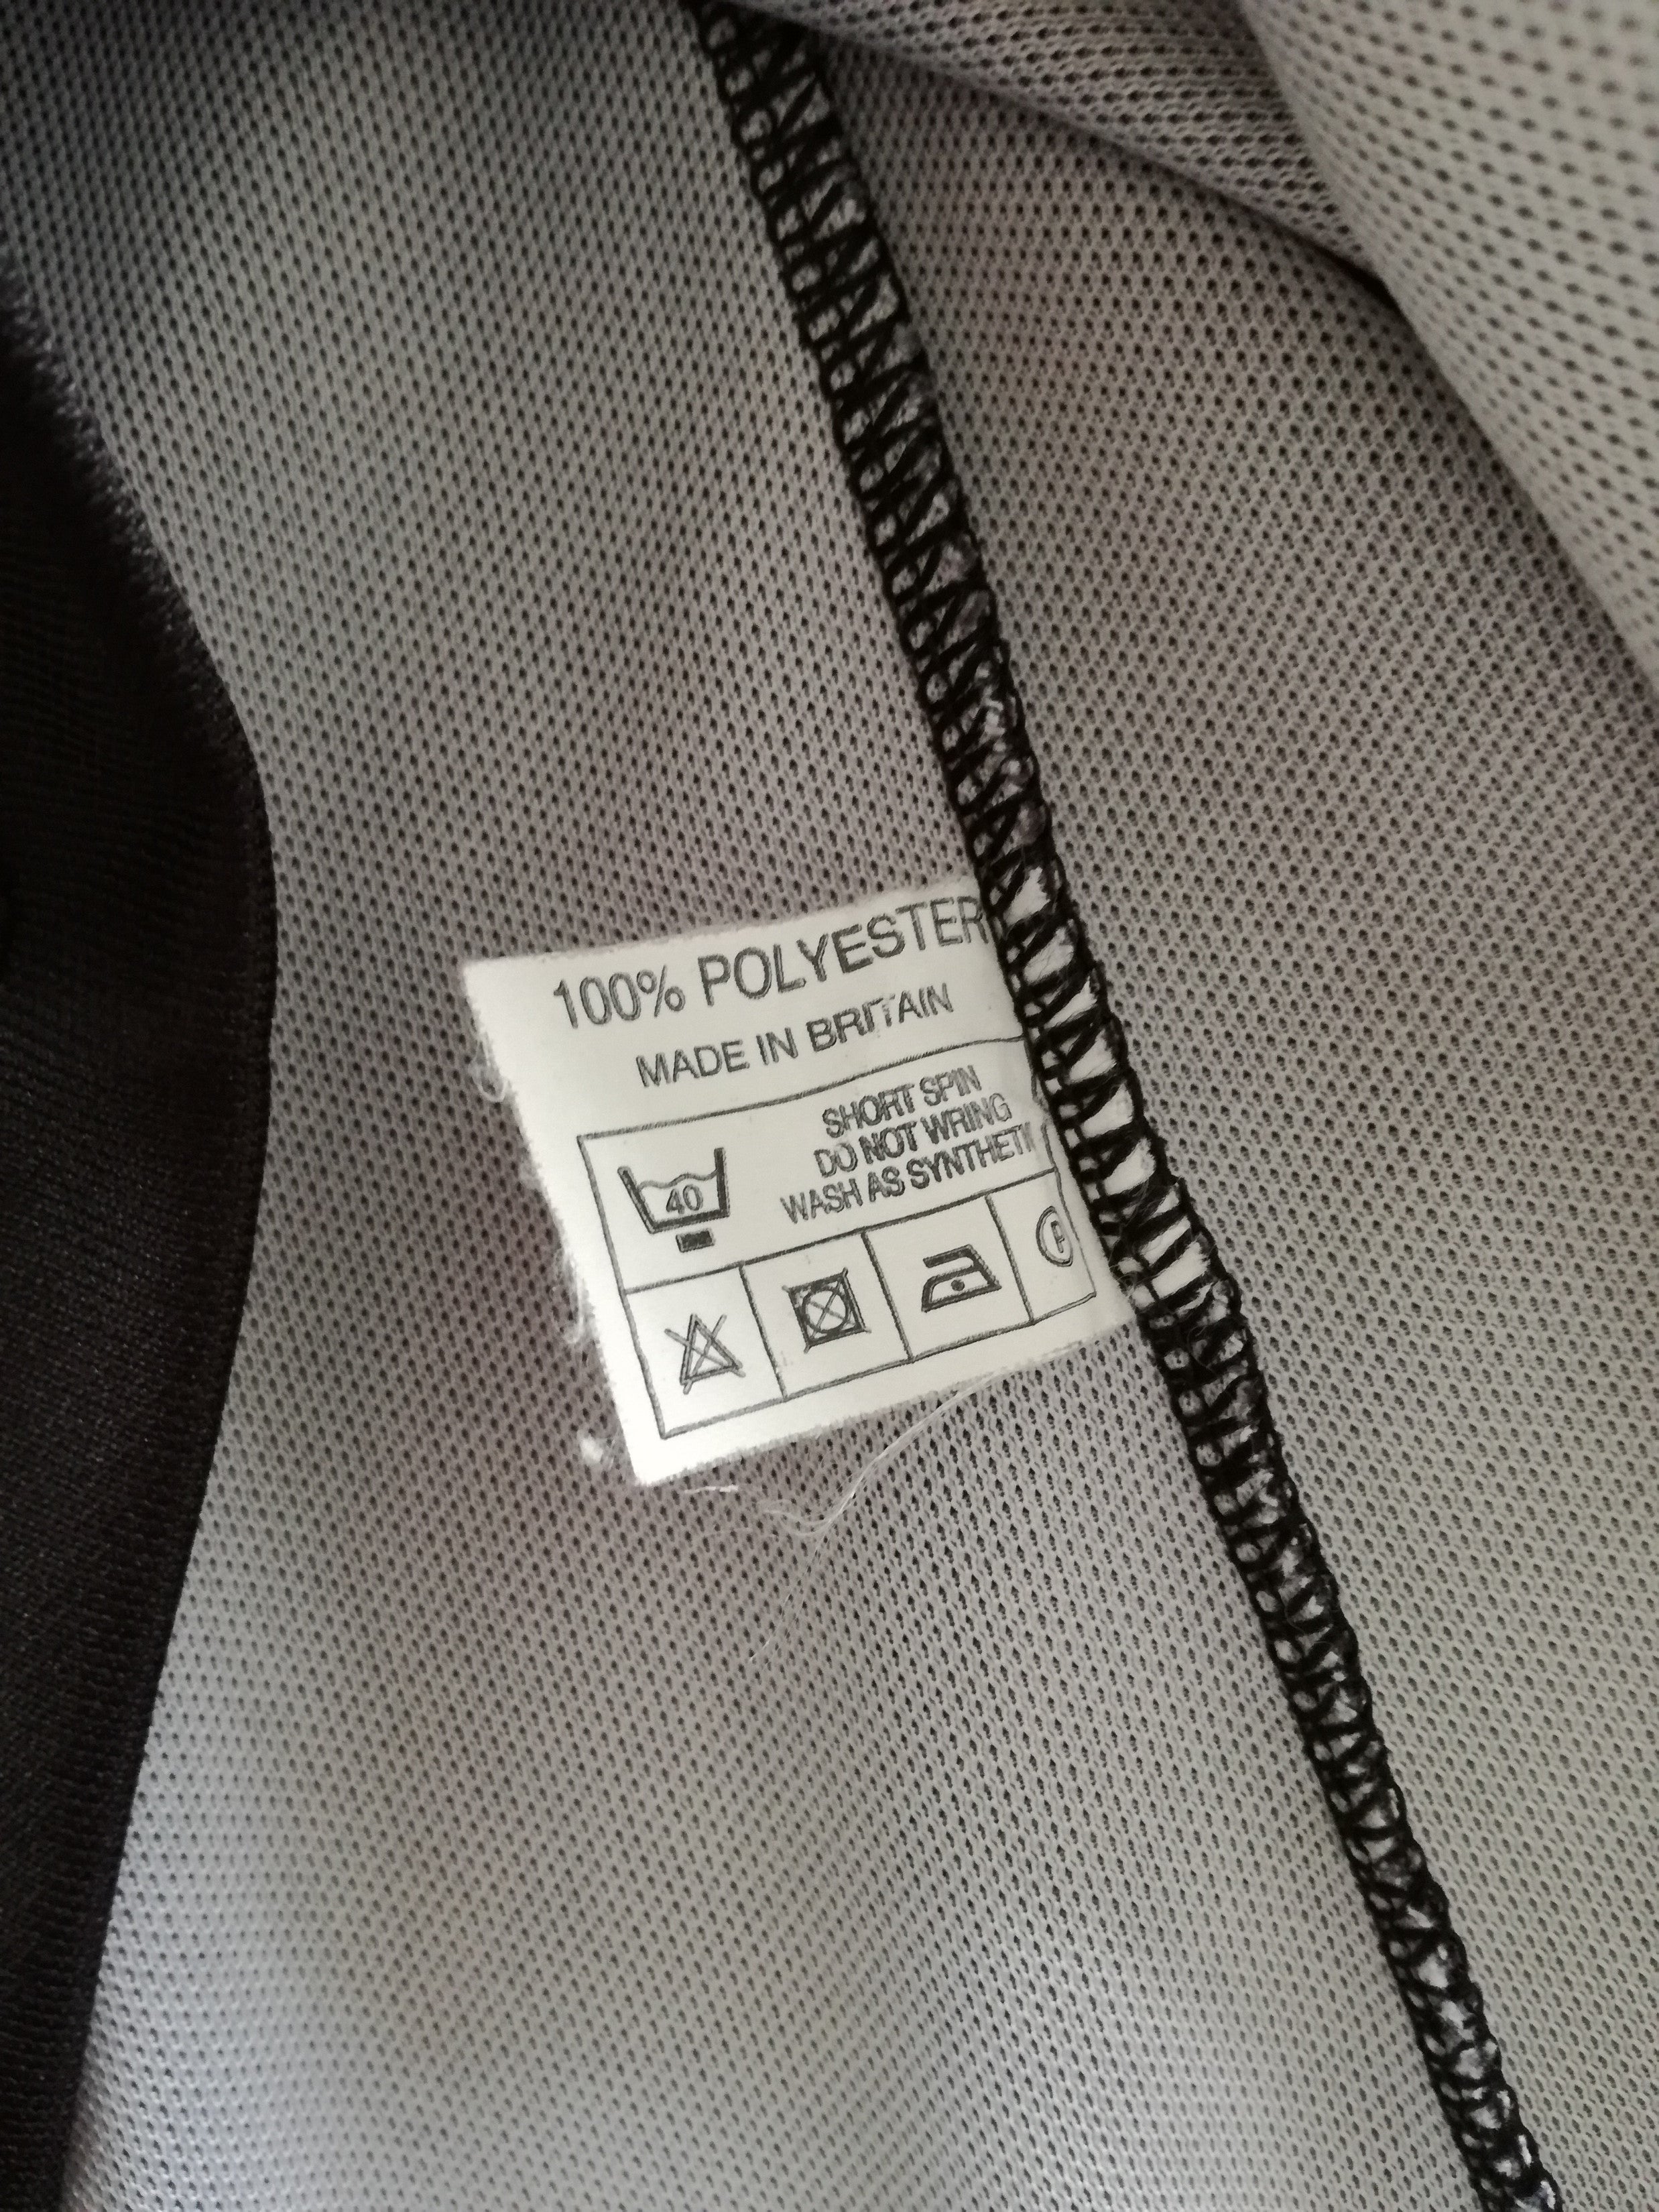 100% POLYESTER
MADE IN BRITAIN
SHORT SPIN
DO NOT WRING
WASH AS SYNTHETI
40
P